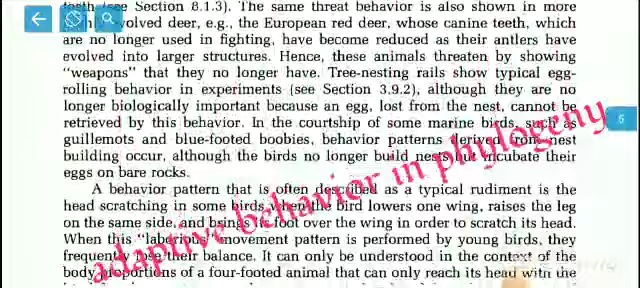 teeth (see Section 8.1.3). The same threat behavior is also shown in more
evolved deer, e.g., the European red deer, whose canine teeth, which
are no longer used in fighting, have become reduced as their antlers have
evolved into larger structures. Hence, these animals threaten by showing
"weapons" that they no longer have. Tree-nesting rails show typical egg-
rolling behavior in experiments (see Section 3.9.2), although they are no
longer biologically important because an egg, lost from the nest, cannot be
retrieved by this behavior. In the courtship of some marine birds, such as
guillemots and blue-footed boobies, behavior patterns derived from nest
building occur, although the birds no longer build nests but incubate their
eggs on bare rocks.
A behavior pattern that is often described as a typical rudiment is the
head scratching in some birds, when the bird lowers one wing, raises the leg
on the same side, and brings its foot over the wing in order to scratch its head.
When this "laborious" movement pattern is performed by young birds, they
frequently lose their balance. It can only be understood in the context of the
body proportions of a four-footed animal that can only reach its head with the
adaptive behavior in phylogeny
5